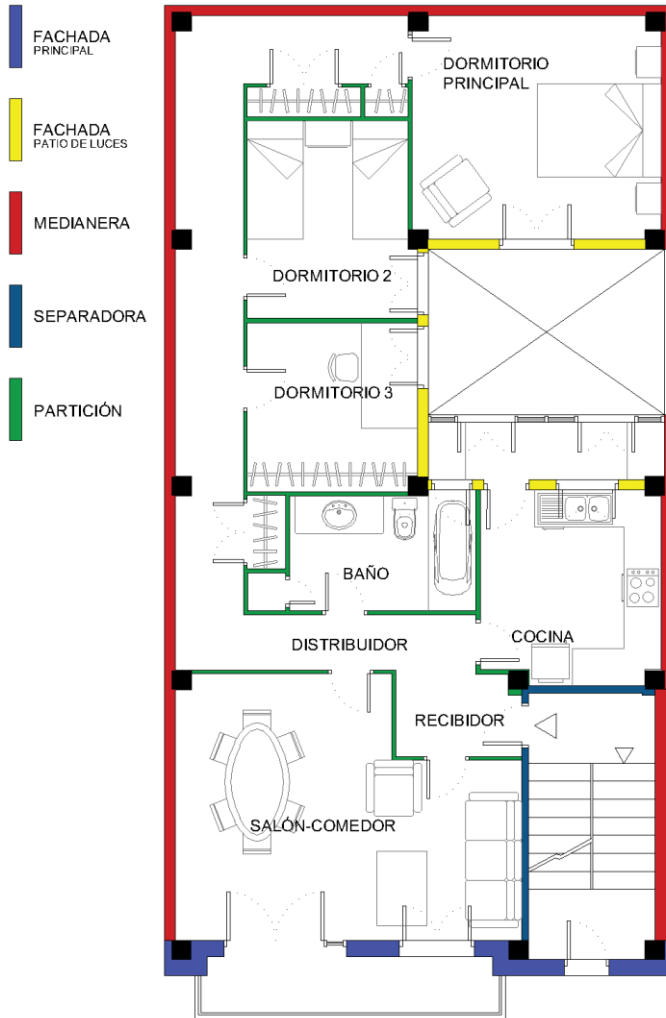 FACHADA
PRINCIPAL
FACHADA
PATIO DE LUCES
MEDIANERA
SEPARADORA
PARTICIÓN
DORMITORIO
PRINCIPAL
DORMITORIO 2
DORMITORIO 3
BAÑO
DISTRIBUIDOR
COCINA
RECIBIDOR
SALÓN-COMEDOR